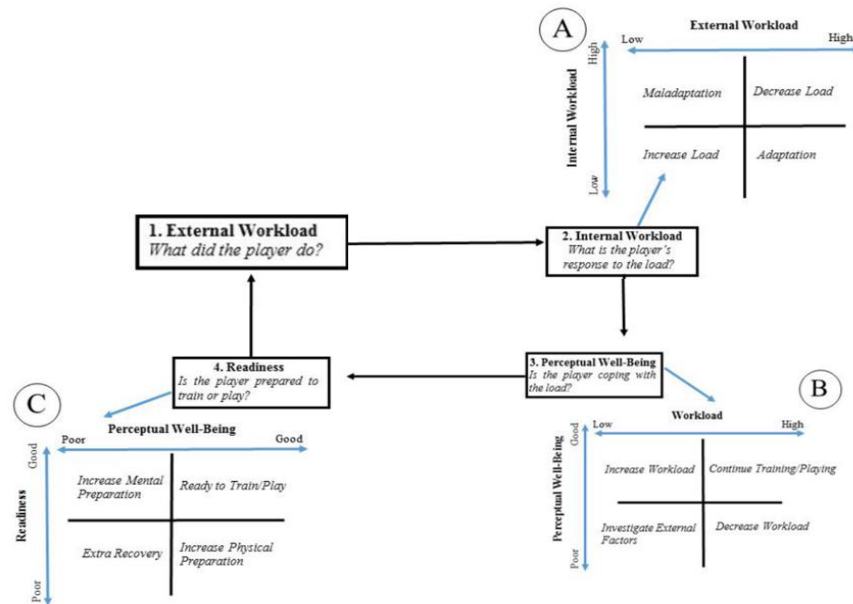 A
External Workload
Low High
Internal Workload
High
Low
Maladaptation
Decrease Load
Increase Load
Adaptation
1. External Workload
What did the player do?
2. Internal Workload
What is the player's
response to the load?
4. Readiness
Is the player prepared to
train or play?
3. Perceptual Well-Being
Is the player coping with
the load?
C
Perceptual Well-Being
Poor Good
Readiness
Good
Poor
Increase Mental
Preparation
Ready to Train/Play
Extra Recovery
Increase Physical
Preparation
B
Workload
Low High
Perceptual Well-Being
Good
Poor
Increase Workload
Continue Training/Playing
Investigate External
Factors
Decrease Workload